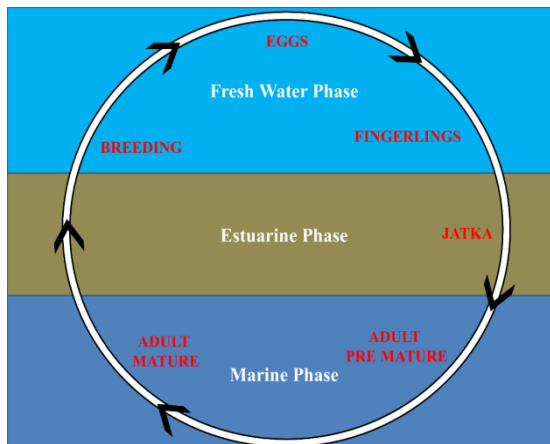 EGGS
Fresh Water Phase
BREEDING
FINGERLINGS
Estuarine Phase
JATKA
ADULT
MATURE
ADULT
PRE MATURE
Marine Phase